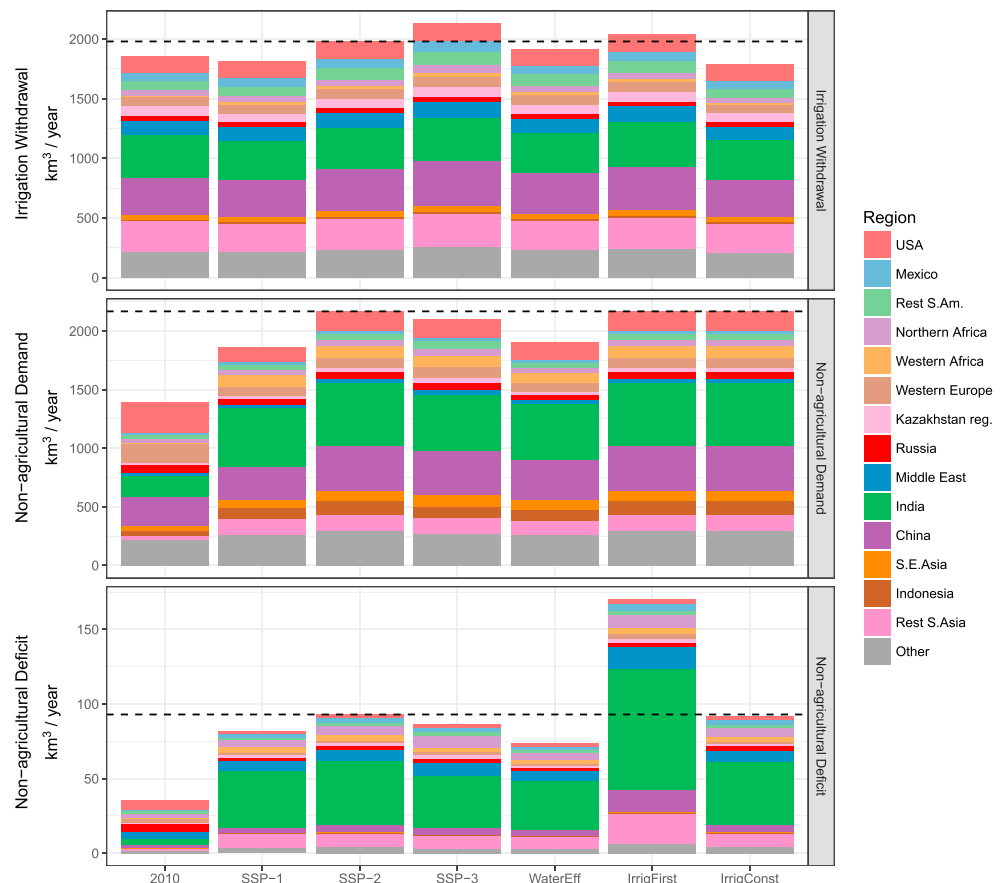 Irrigation Withdrawal
km³ / year
2000
1500
1000
500
0
Irrigation Withdrawal
Non−agricultural Demand
km³ / year
2000
1500
1000
500
0
Non−agricultural Demand
Non−agricultural Deficit
km³ / year
150
100
50
0
Non−agricultural Deficit
2010 SSP−1 SSP−2 SSP−3 WaterEff IrrigFirst IrrigConst
Region
USA
Mexico
Rest S.Am.
Northern Africa
Western Africa
Western Europe
Kazakhstan reg.
Russia
Middle East
India
China
S.E.Asia
Indonesia
Rest S.Asia
Other